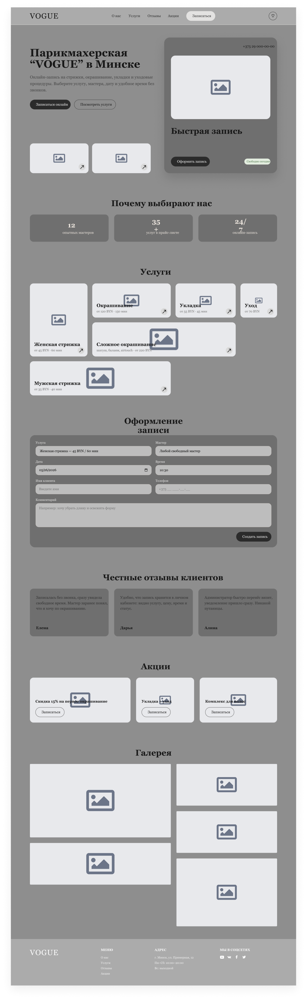 VOGUE
О нас
Услуги
Отзывы
Акции
Записаться
Парикмахерская
“VOGUE” в Минске
Онлайн-запись на стрижки, окрашивание, укладки и уходовые
процедуры. Выберите услугу, мастера, дату и удобное время без
звонков.
Записаться онлайн
Посмотреть услуги
+375 29 000-00-00
Быстрая запись
Оформить запись
Свободно сегодня
Почему выбирают нас
12
опытных мастеров
35
+
услуг в прайс-листе
24/
7
онлайн-запись
Услуги
Женская стрижка
от 45 BYN · 60 мин
Окрашивание
от 120 BYN · 150 мин
Укладка
от 55 BYN · 45 мин
Уход
от 70 BYN
Сложное окрашивание
шатуш, балаяж, airtouch · от 220 BYN
Мужская стрижка
от 35 BYN · 40 мин
Оформление
записи
Услуга
Женская стрижка — 45 BYN / 60 мин
Мастер
Любой свободный мастер
Дата
05/26/2026
Время
10:30
Имя клиента
Введите имя
Телефон
+375 __ ___-__-__
Комментарий
Например: хочу убрать длину и освежить форму
Создать запись
Честные отзывы клиентов
Записалась без звонка, сразу увидела
свободное время. Мастер заранее понял,
что я хочу по окрашиванию.
Елена
Удобно, что запись хранится в личном
кабинете: видно услугу, цену, время и
статус.
Дарья
Администратор быстро перенёс визит,
уведомление пришло сразу. Никакой
путаницы.
Алина
Акции
Скидка 15% на первое окрашивание
Записаться
Укладка + уход
Записаться
Комплекс для волос
Записаться
Галерея
VOGUE
МЕНЮ
О нас
Услуги
Отзывы
Акции
АДРЕС
г. Минск, ул. Примерная, 12
Пн–Сб: 10:00–20:00
Вс: выходной
МЫ В СОЦСЕТЯХ